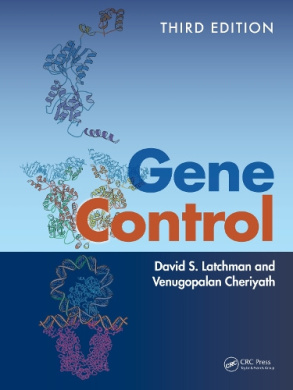 THIRD EDITION
Gene
Control
David S. Latchman and
Venugopalan Cheriyath
CRC Press
Taylor & Francis Group